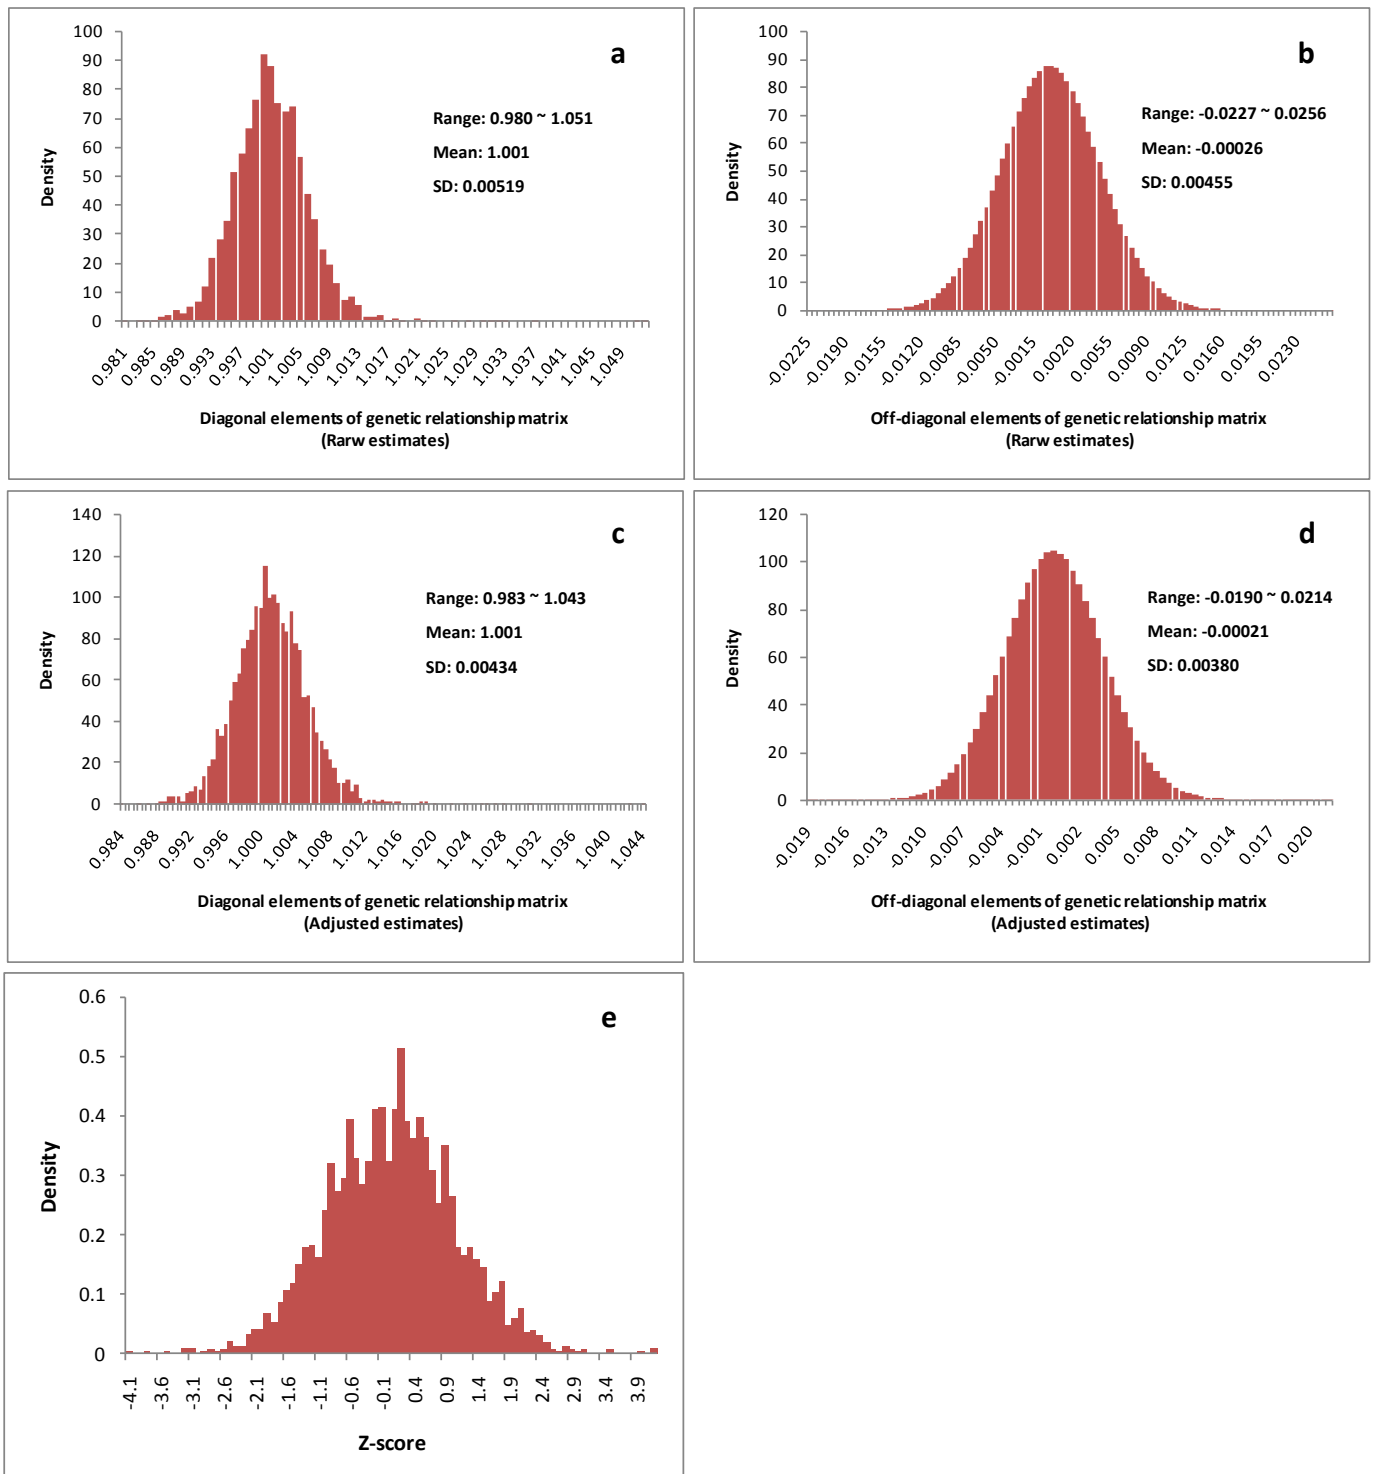 a
Density
100
90
80
70
60
50
40
30
20
10
0
Range: 0.980 ~ 1.051
Mean: 1.001
SD: 0.00519
0.981 0.985 0.989 0.993 0.997 1.001 1.005 1.009 1.013 1.017 1.021 1.025 1.029 1.033 1.037 1.041 1.045 1.049
Diagonal elements of genetic relationship matrix
(Rarw estimates)
b
Density
100
90
80
70
60
50
40
30
20
10
0
Range: -0.0227 ~ 0.0256
Mean: -0.00026
SD: 0.00455
-0.0225 -0.0190 -0.0155 -0.0120 -0.0085 -0.0050 -0.0015 0.0020 0.0055 0.0090 0.0125 0.0160 0.0195 0.0230
Off-diagonal elements of genetic relationship matrix
(Rarw estimates)
c
Density
140
120
100
80
60
40
20
0
Range: 0.983 ~ 1.043
Mean: 1.001
SD: 0.00434
0.984 0.988 0.992 0.996 1.000 1.004 1.008 1.012 1.016 1.020 1.024 1.028 1.032 1.036 1.040 1.044
Diagonal elements of genetic relationship matrix
(Adjusted estimates)
d
Density
120
100
80
60
40
20
0
Range: -0.0190 ~ 0.0214
Mean: -0.00021
SD: 0.00380
-0.019 -0.016 -0.013 -0.010 -0.007 -0.004 -0.001 0.002 0.005 0.008 0.011 0.014 0.017 0.020
Off-diagonal elements of genetic relationship matrix
(Adjusted estimates)
e
Density
0.6
0.5
0.4
0.3
0.2
0.1
0
-4.1 -3.6 -3.1 -2.6 -2.1 -1.6 -1.1 -0.6 -0.1 0.4 0.9 1.4 1.9 2.4 2.9 3.4 3.9
Z-score